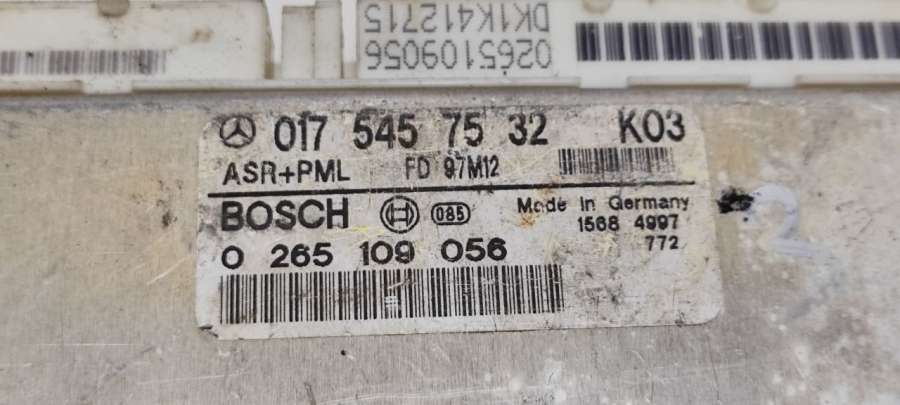 0265109056
DK1K412715
017 545 75 32 K03
ASR+PML FD 97M12
BOSCH 085 Made in Germany
1568 4997
0 265 109 056 772